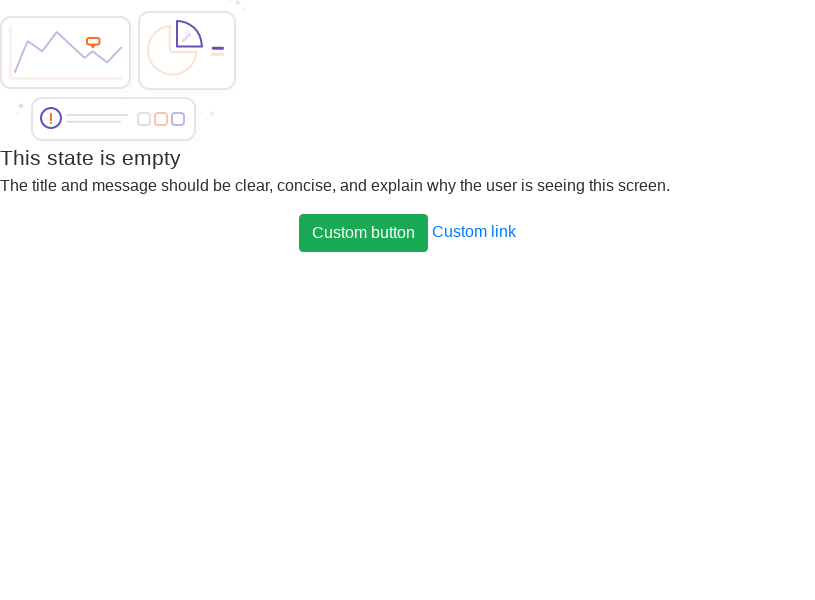 This state is empty
The title and message should be clear, concise, and explain why the user is seeing this screen.
Custom button Custom link